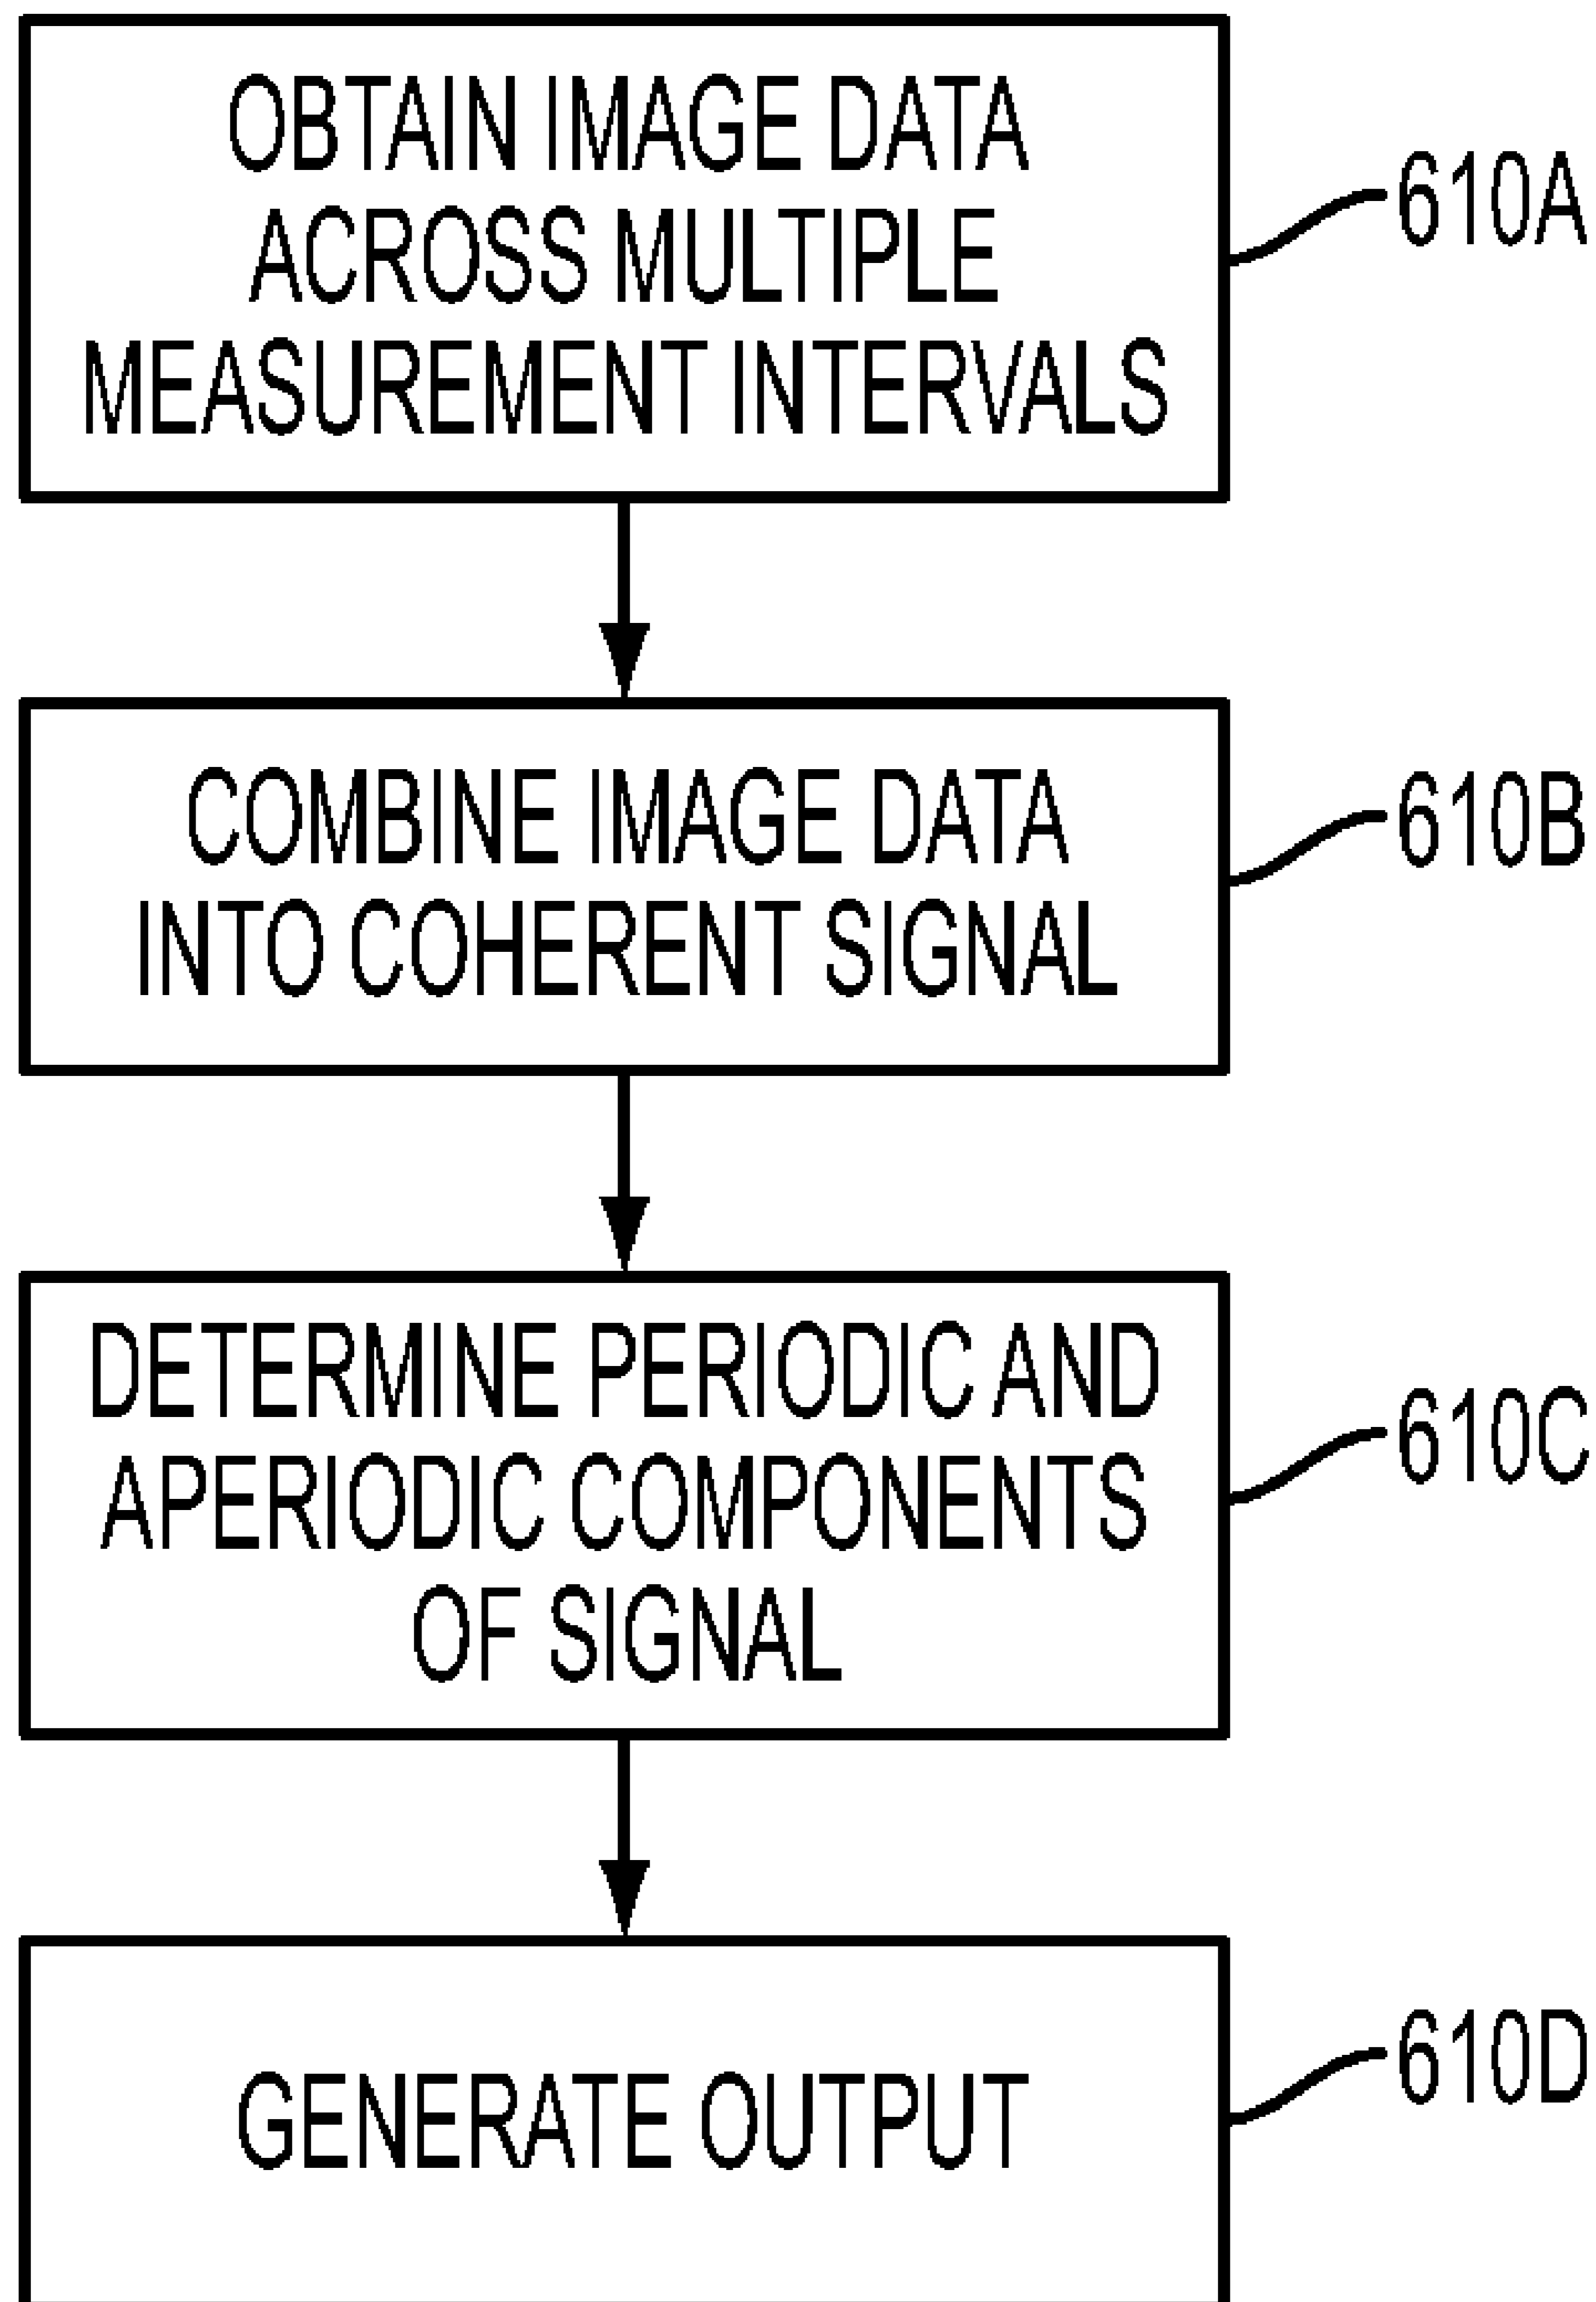 OBTAIN IMAGE DATA
ACROSS MULTIPLE
MEASUREMENT INTERVALS
610A
COMBINE IMAGE DATA
INTO COHERENT SIGNAL
610B
DETERMINE PERIODIC AND
APERIODIC COMPONENTS
OF SIGNAL
610C
GENERATE OUTPUT
610D